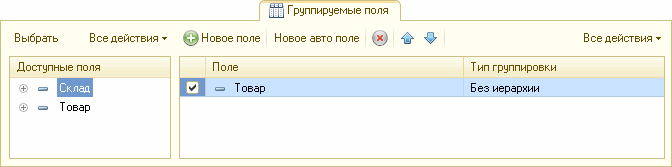 Группируемые поля
Выбрать Все действия Новое поле Новое авто поле Все действия
Доступные поля Поле Тип группировки
Склад Товар Без иерархии
Товар